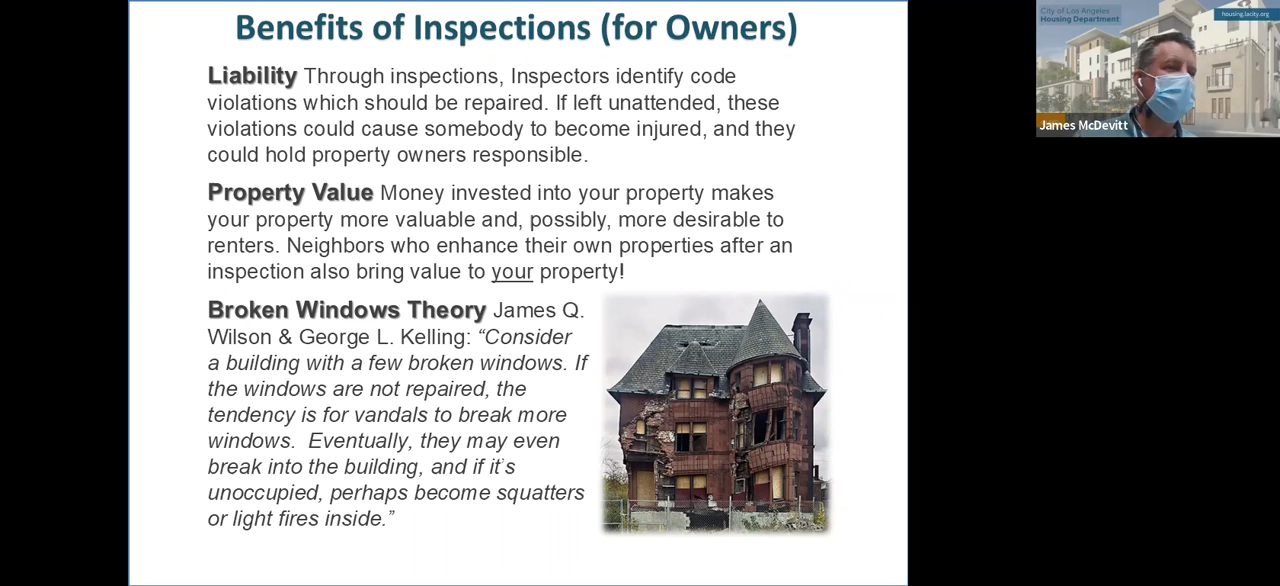 Benefits of Inspections (for Owners)
Liability Through inspections, Inspectors identify code
violations which should be repaired. If left unattended, these
violations could cause somebody to become injured, and they
could hold property owners responsible.
Property Value Money invested into your property makes
your property more valuable and, possibly, more desirable to
renters. Neighbors who enhance their own properties after an
inspection also bring value to your property!
Broken Windows Theory James Q.
Wilson & George L. Kelling: “Consider
a building with a few broken windows. If
the windows are not repaired, the
tendency is for vandals to break more
windows. Eventually, they may even
break into the building, and if it's
unoccupied, perhaps become squatters
or light fires inside.”
City of Los Angeles
Housing Department
housing.lacity.org
James McDevitt